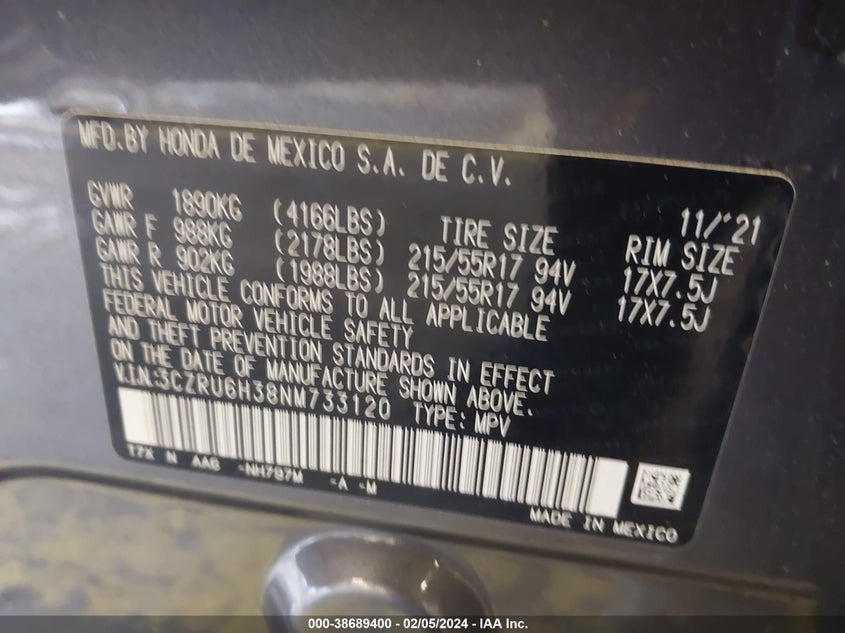 MFD.BY HONDA DE MEXICO S.A. DE C.V.
11/'21
GVWR 1890KG (4166LBS) TIRE SIZE RIM SIZE
GAWR F 988KG (2178LBS) 215/55R17 94V 17X7.5J
GAWR R 902KG (1988LBS) 215/55R17 94V 17X7.5J
THIS VEHICLE CONFORMS TO ALL APPLICABLE
FEDERAL MOTOR VEHICLE SAFETY
AND THEFT PREVENTION STANDARDS IN EFFECT
ON THE DATE OF MANUFACTURE SHOWN ABOVE.
V.I.N:3CZRU6H38NM733120 TYPE: MPV
T7X N AA6 -NH797M -A -M
MADE IN MEXICO
000-38689400 - 02/05/2024 - IAA Inc.